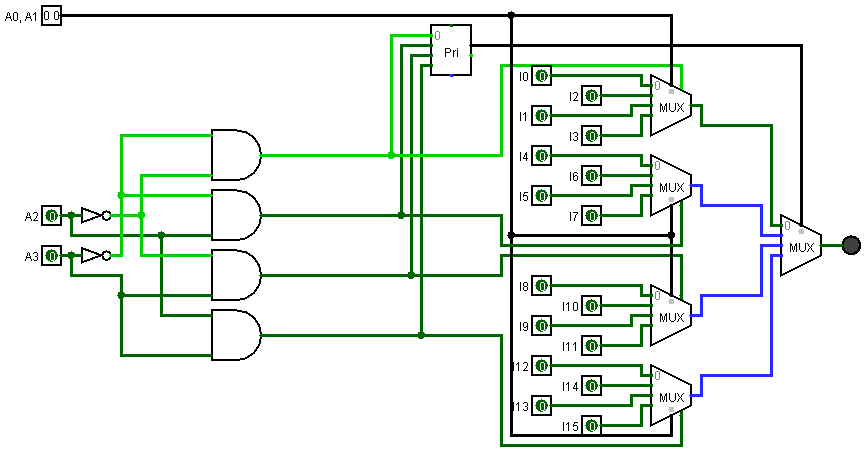 A0, A1 0 0
0
Pri
I0 0
0
I2 0
MUX
I1 0
I3 0
I4 0
0
I6 0
MUX
I5 0
A2 0
I7 0
0
MUX
A3 0
I8 0
0
I10 0
MUX
I9 0
I11 0
I12 0
0
I14 0
MUX
I13 0
I15 0